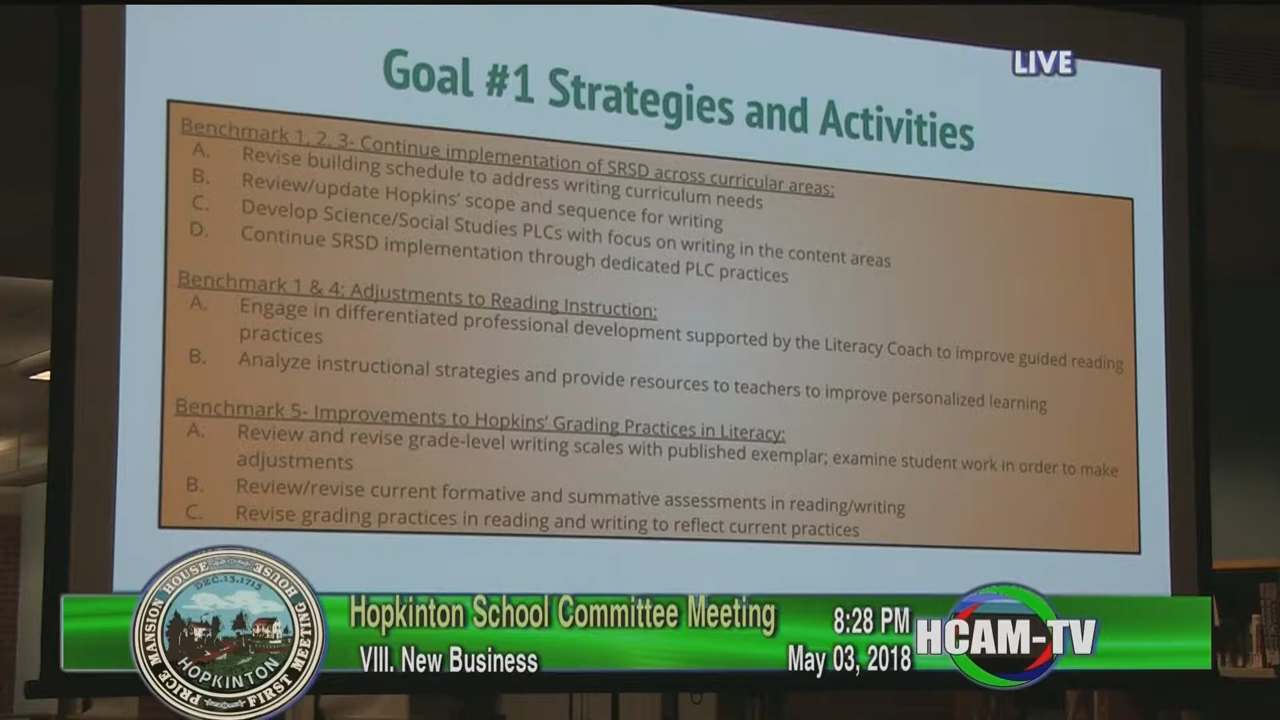 LIVE
Goal #1 Strategies and Activities
Benchmark 1, 2, 3- Continue implementation of SRSD across curricular areas:
A. Revise building schedule to address writing curriculum needs
B. Review/update Hopkins' scope and sequence for writing
C. Develop Science/Social Studies PLCs with focus on writing in the content areas
D. Continue SRSD implementation through dedicated PLC practices
Benchmark 1 & 4: Adjustments to Reading Instruction:
A. Engage in differentiated professional development supported by the Literacy Coach to improve guided reading
practices
B. Analyze instructional strategies and provide resources to teachers to improve personalized learning
Benchmark 5- Improvements to Hopkins' Grading Practices in Literacy:
A. Review and revise grade-level writing scales with published exemplar; examine student work in order to make
adjustments
B. Review/revise current formative and summative assessments in reading/writing
C. Revise grading practices in reading and writing to reflect current practices
PRICE MANSION HOUSE FIRST MEETING HOUSE
DEC.13.1715
HOPKINTON
Hopkinton School Committee Meeting
8:28 PM
VIII. New Business
May 03, 2018
HCAM-TV